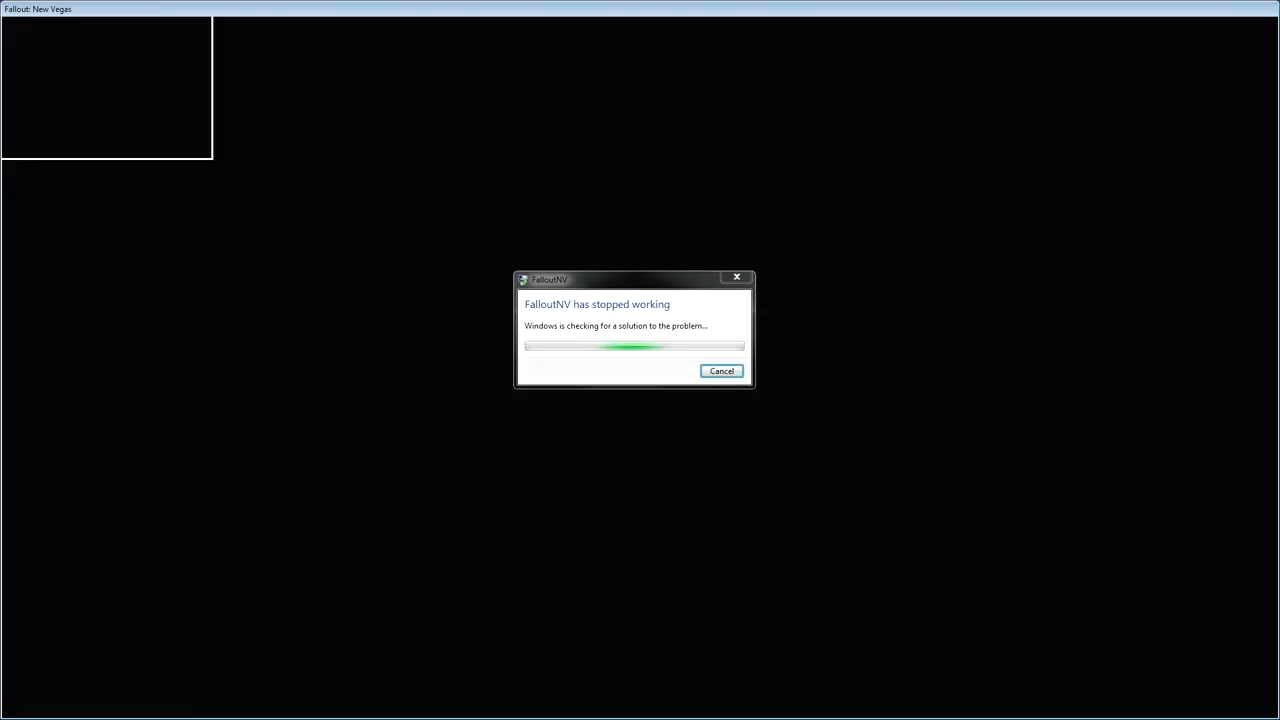 Fallout: New Vegas
FalloutNV
FalloutNV has stopped working
Windows is checking for a solution to the problem...
Cancel